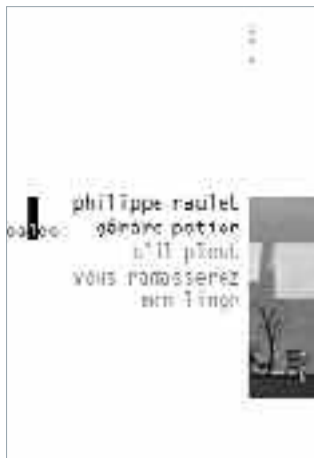 philippe raulet
gérard potier
s'il pleut
vous ramasserez
mon linge